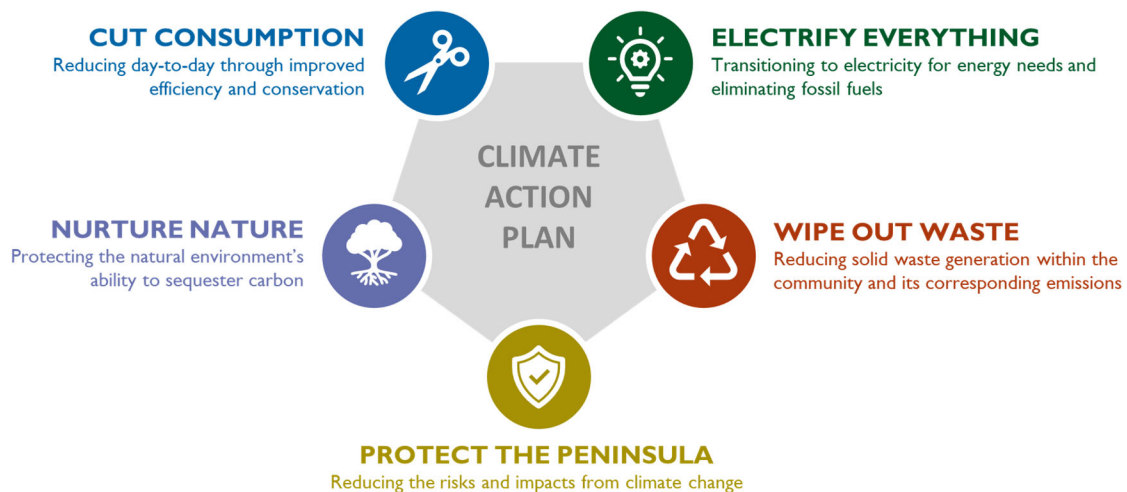 CUT CONSUMPTION
Reducing day-to-day through improved
efficiency and conservation
ELECTRIFY EVERYTHING
Transitioning to electricity for energy needs and
eliminating fossil fuels
CLIMATE
ACTION
PLAN
NURTURE NATURE
Protecting the natural environment's
ability to sequester carbon
WIPE OUT WASTE
Reducing solid waste generation within the
community and its corresponding emissions
PROTECT THE PENINSULA
Reducing the risks and impacts from climate change